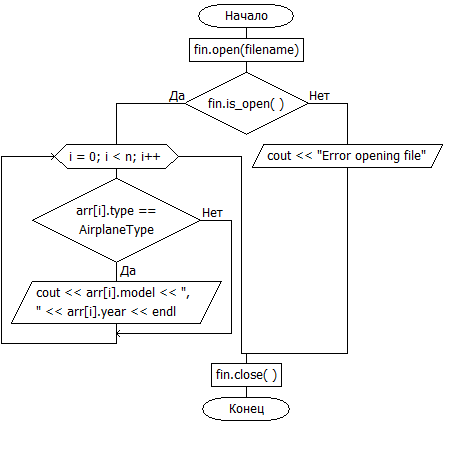 Начало
fin.open(filename)
fin.is_open( )
Да
Нет
i = 0; i < n; i++
cout << "Error opening file"
arr[i].type ==
AirplaneType
Нет
Да
cout << arr[i].model << ",
" << arr[i].year << endl
fin.close( )
Конец